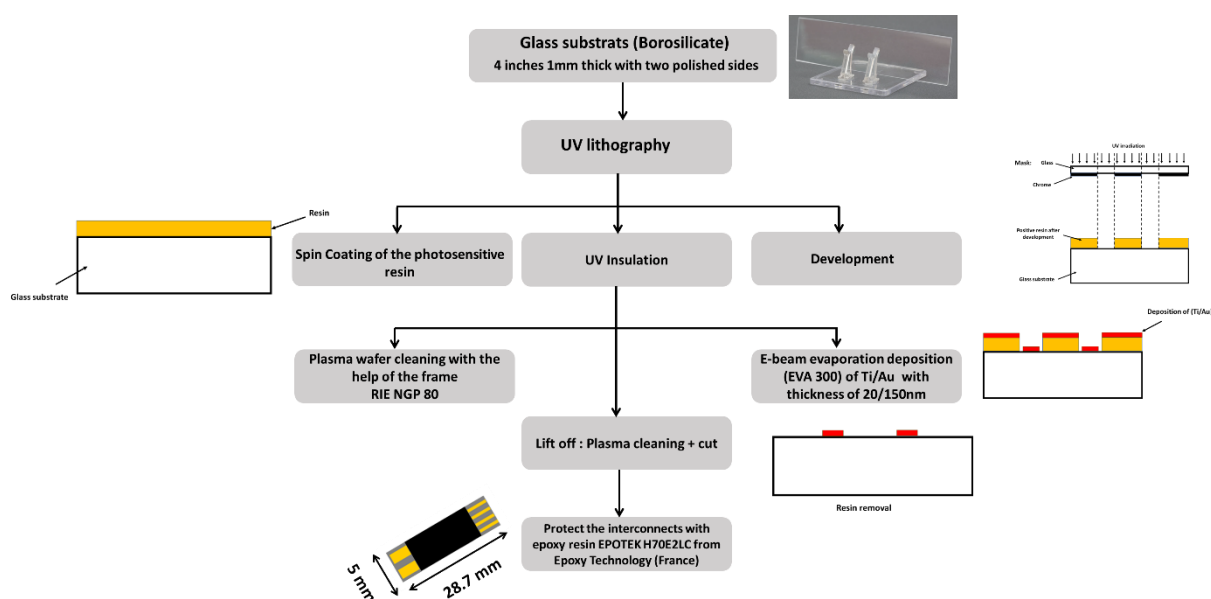 Glass substrats (Borosilicate)
4 inches 1mm thick with two polished sides
UV lithography
UV irradiation
Mask:
Glass
Chrome
Resin
Glass substrate
Spin Coating of the photosensitive
resin
UV Insulation
Development
Positive resin after
development
Glass substrate
Deposition of (Ti/Au)
Plasma wafer cleaning with the
help of the frame
RIE NGP 80
E-beam evaporation deposition
(EVA 300) of Ti/Au with
thickness of 20/150nm
Lift off : Plasma cleaning + cut
Resin removal
Protect the interconnects with
epoxy resin EPOTEK H70E2LC from
Epoxy Technology (France)
5 mm
28.7 mm